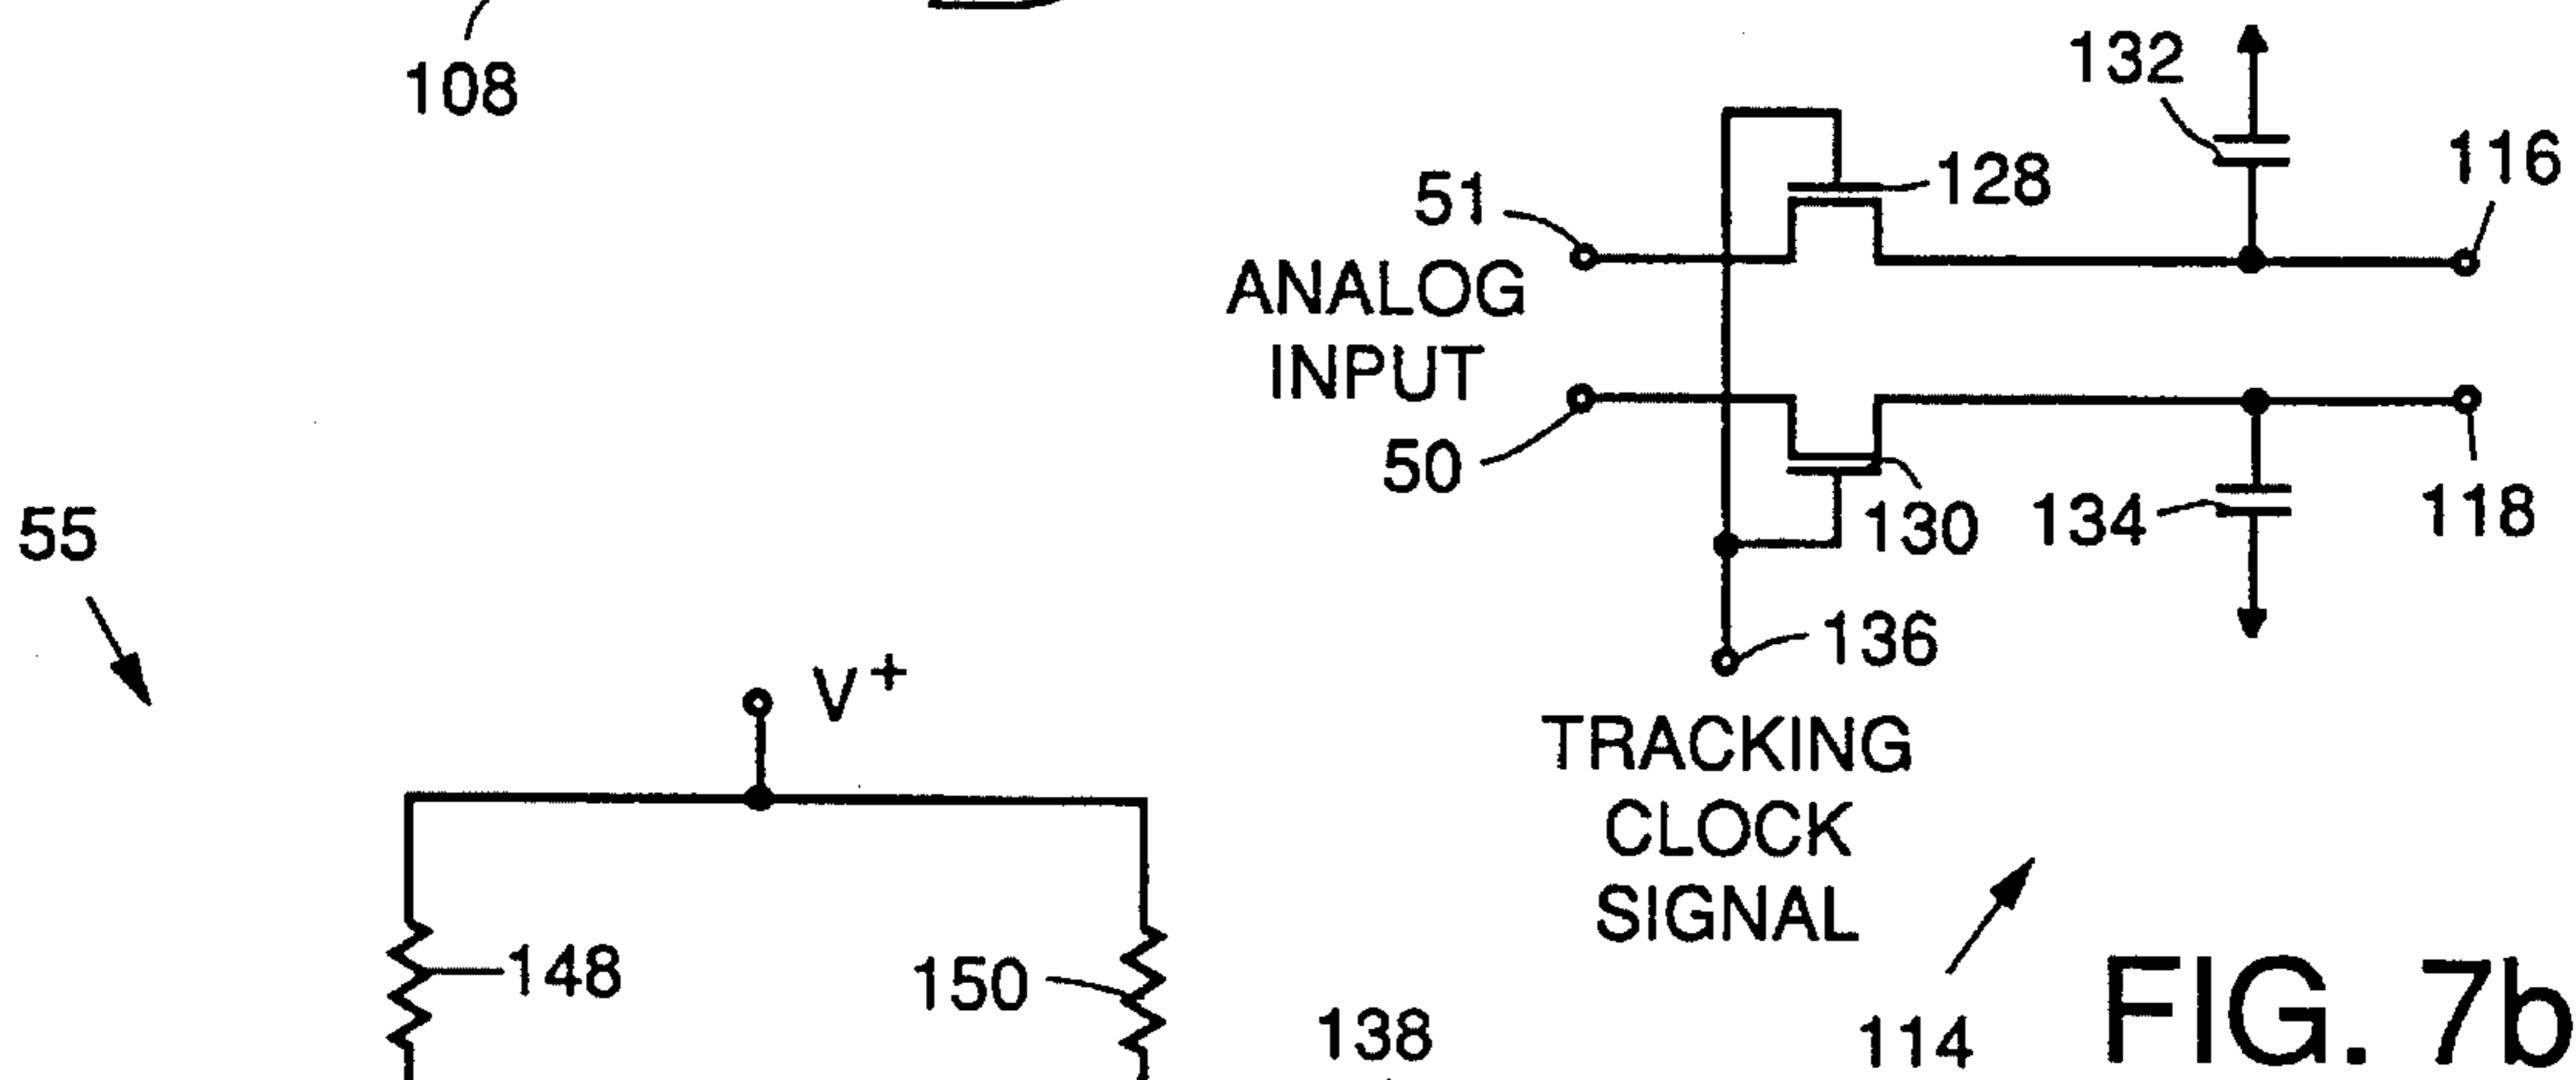 108
132
116
128
51
ANALOG
INPUT
50
130
134
118
55
136
V+
TRACKING
CLOCK
SIGNAL
148
150
138
114
FIG. 7b